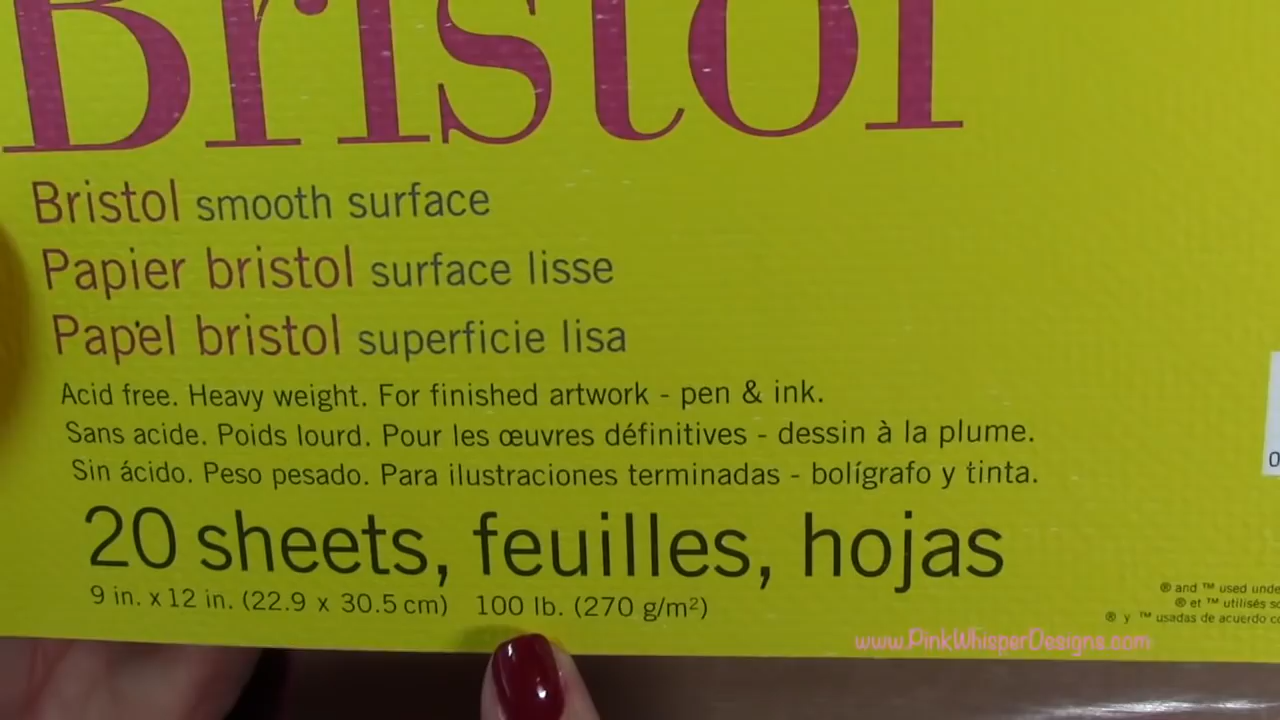 Bristol
Bristol smooth surface
Papier bristol surface lisse
Papel bristol superficie lisa
Acid free. Heavy weight. For finished artwork - pen & ink.
Sans acide. Poids lourd. Pour les œuvres définitives - dessin à la plume.
Sin ácido. Peso pesado. Para ilustraciones terminadas - bolígrafo y tinta.
20 sheets, feuilles, hojas
9 in. x 12 in. (22.9 x 30.5 cm) 100 lb. (270 g/m²)
0
® and ™ used unde
® et ™ utilisés
® y ™ usadas de acuerdo
www.PinkWhisperDesigns.com